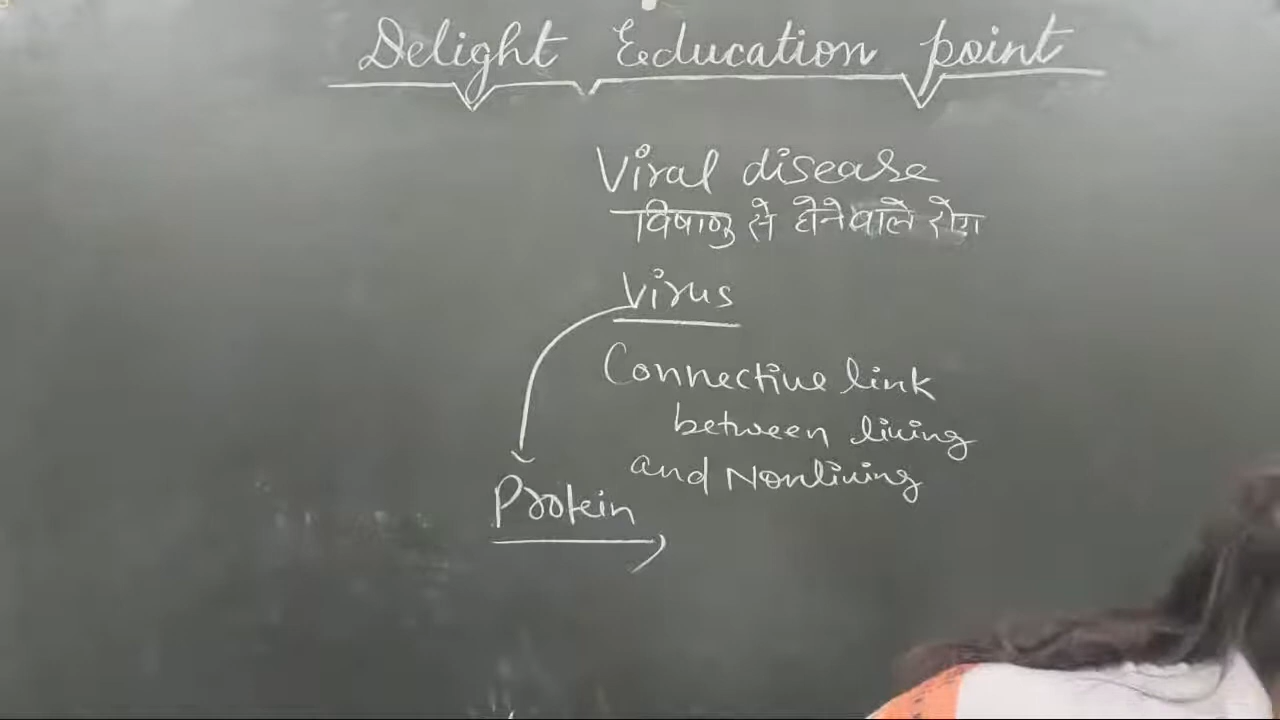 Delight Education point
Viral disease
विषाणु से होने वाले रोग
Virus
Connective link
between living
and Nonliving
Protein